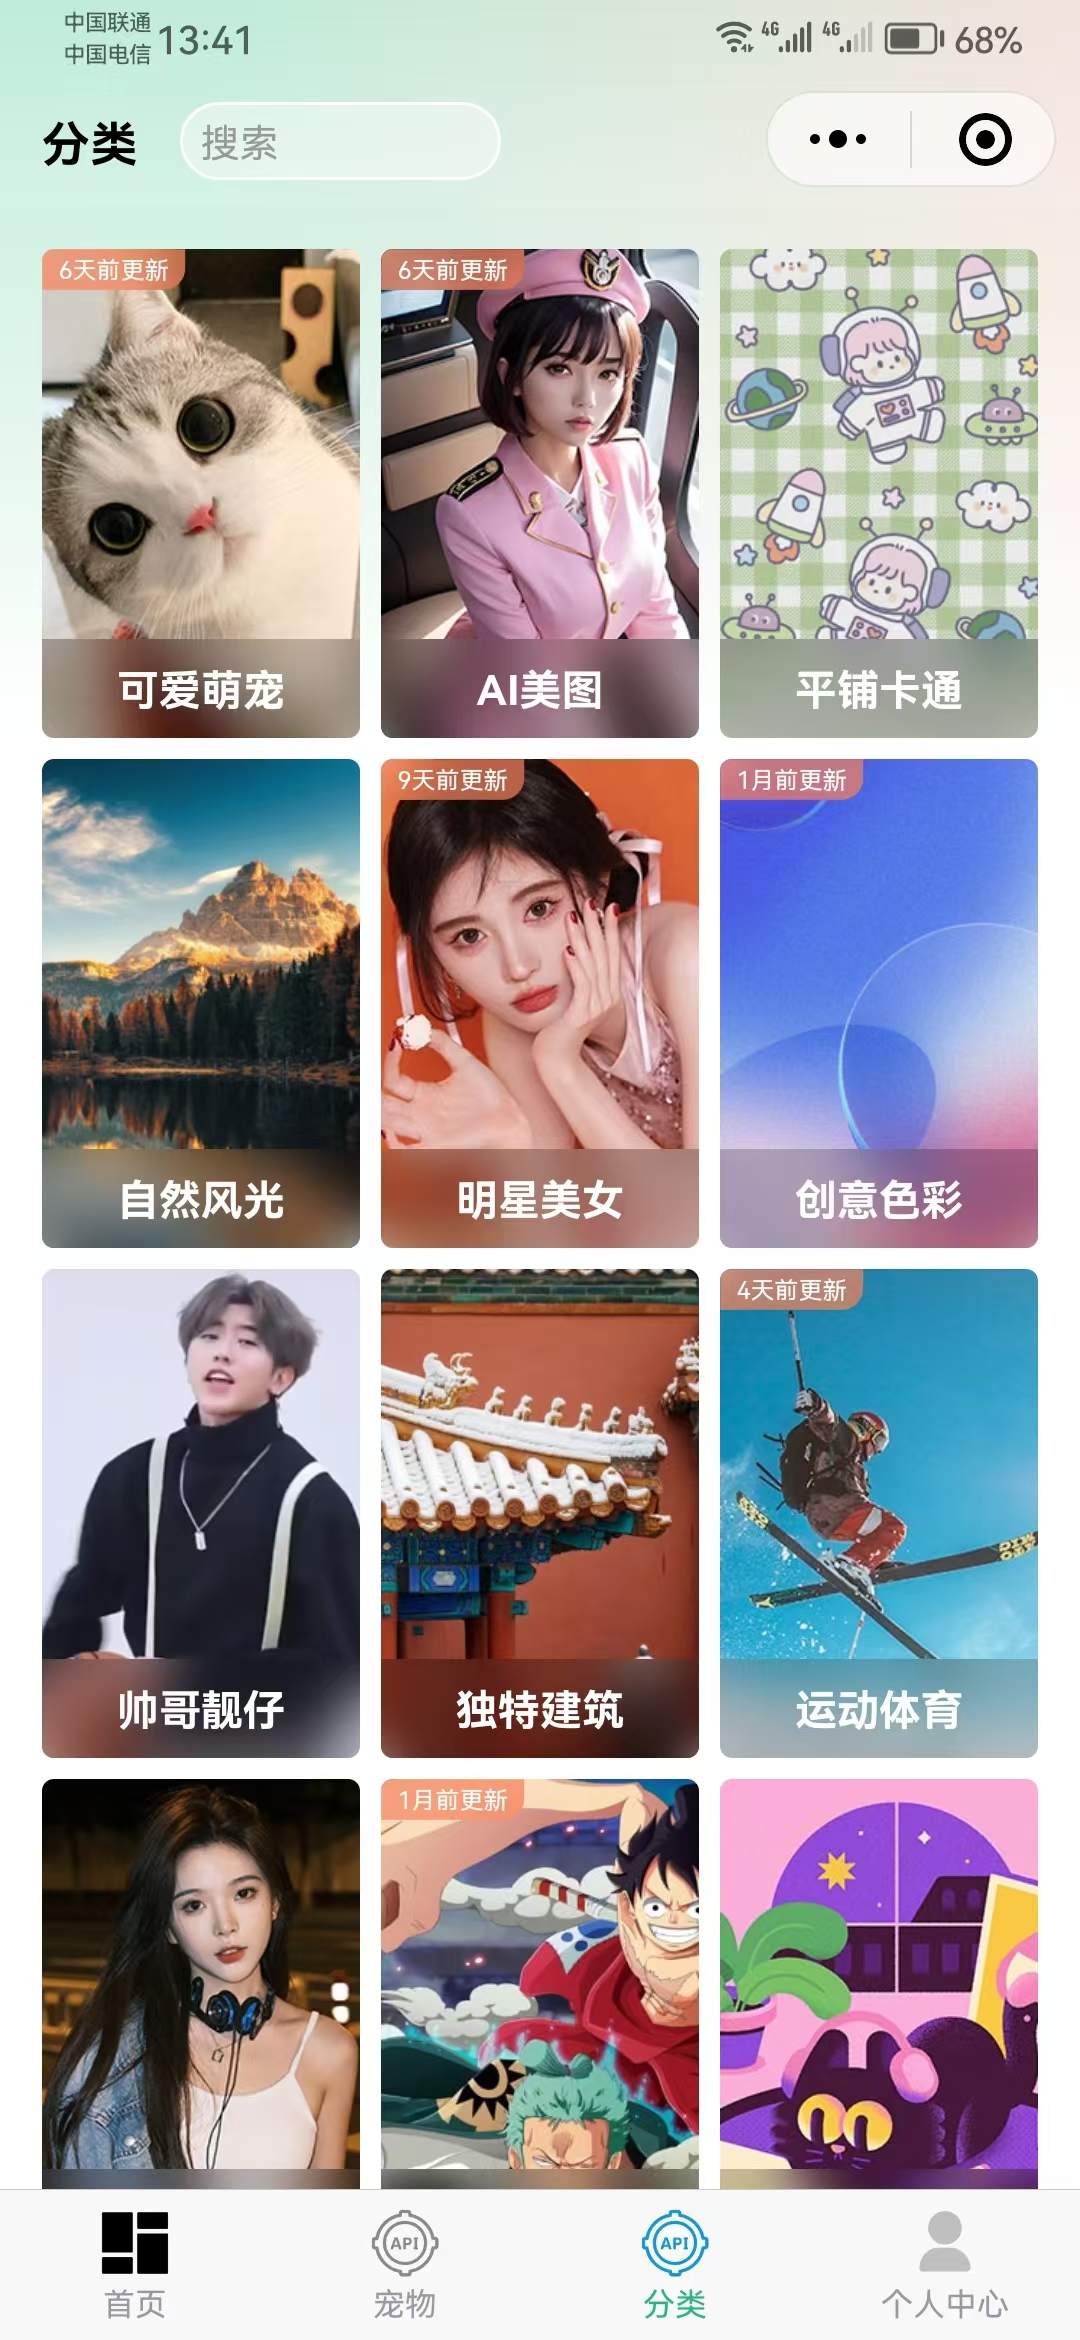 中国联通
中国电信
13:41
4G
4G
68%
分类
搜索
6天前更新
6天前更新
可爱萌宠
AI美图
平铺卡通
9天前更新
1月前更新
自然风光
明星美女
创意色彩
4天前更新
帅哥靓仔
独特建筑
运动体育
1月前更新
API
API
首页
宠物
分类
个人中心